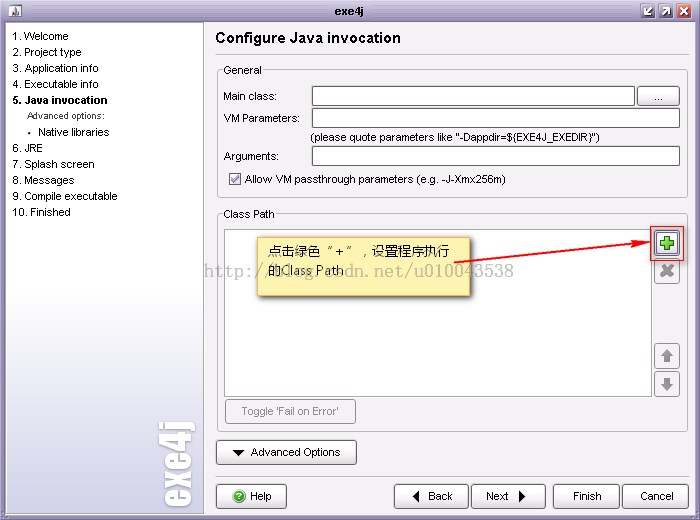 exe4j
1. Welcome
2. Project type
3. Application info
4. Executable info
5. Java invocation
Advanced options:
• Native libraries
6. JRE
7. Splash screen
8. Messages
9. Compile executable
10. Finished
exe4j
Configure Java invocation
General
Main class:
...
VM Parameters:
(please quote parameters like "-Dappdir=${EXE4J_EXEDIR}")
Arguments:
Allow VM passthrough parameters (e.g. -J-Xmx256m)
Class Path
点击绿色“+”，设置程序执行
的Class Path
http://blog.csdn.net/u010043538
Toggle 'Fail on Error'
Advanced Options
Help
Back
Next
Finish
Cancel